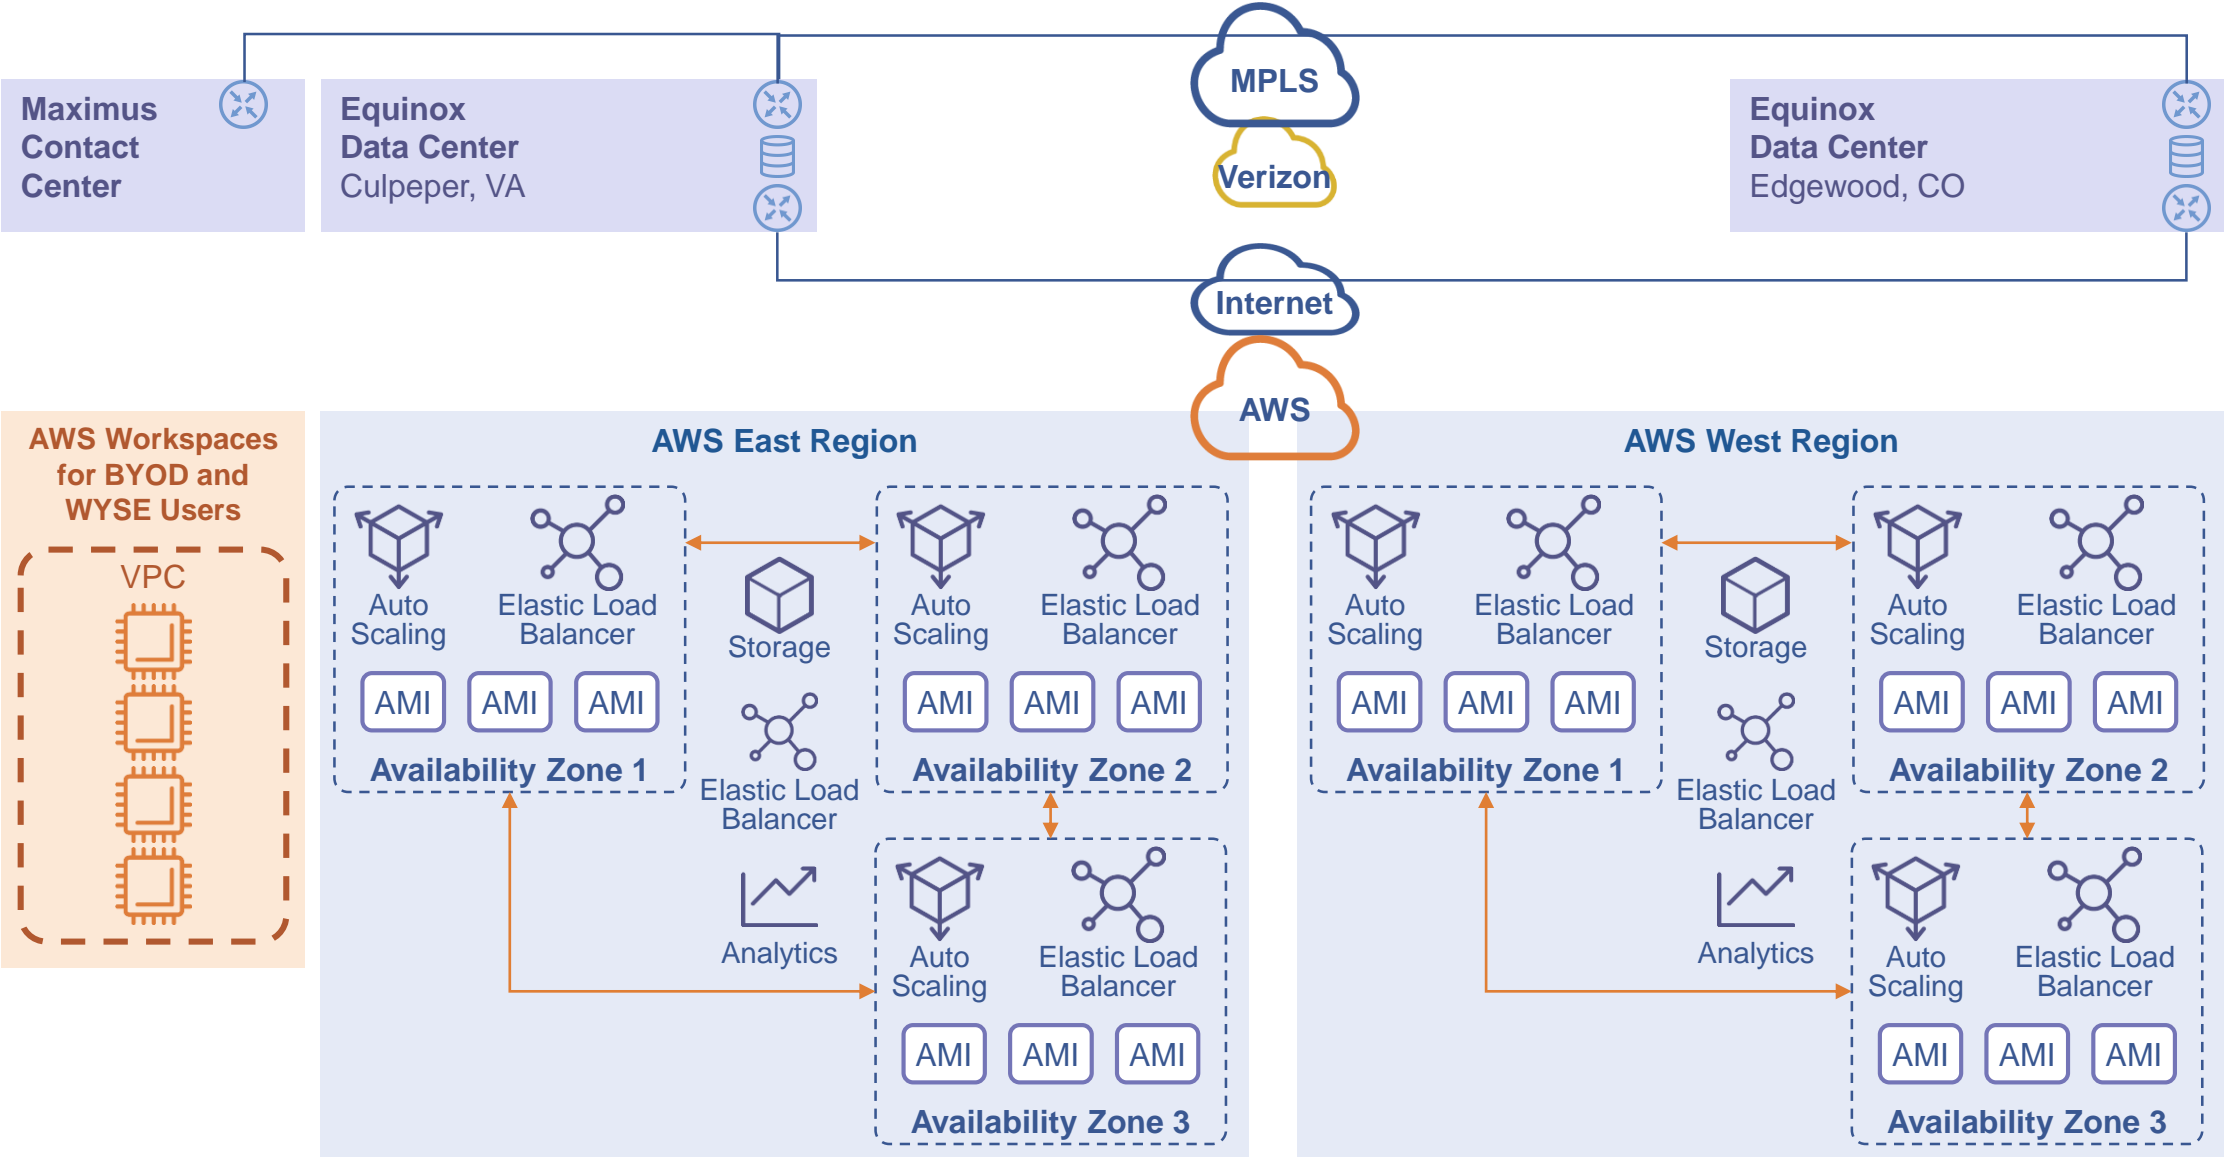 MPLS
Maximus
Contact
Center
Equinox
Data Center
Culpeper, VA
Verizon
Equinox
Data Center
Edgewood, CO
Internet
AWS
AWS Workspaces
for BYOD and
WYSE Users
VPC
AWS East Region
Auto
Scaling
Elastic Load
Balancer
AMI AMI AMI
Availability Zone 1
Storage
Elastic Load
Balancer
Analytics
Auto
Scaling
Elastic Load
Balancer
AMI AMI AMI
Availability Zone 2
Auto
Scaling
Elastic Load
Balancer
AMI AMI AMI
Availability Zone 3
AWS West Region
Auto
Scaling
Elastic Load
Balancer
AMI AMI AMI
Availability Zone 1
Storage
Elastic Load
Balancer
Analytics
Auto
Scaling
Elastic Load
Balancer
AMI AMI AMI
Availability Zone 2
Auto
Scaling
Elastic Load
Balancer
AMI AMI AMI
Availability Zone 3